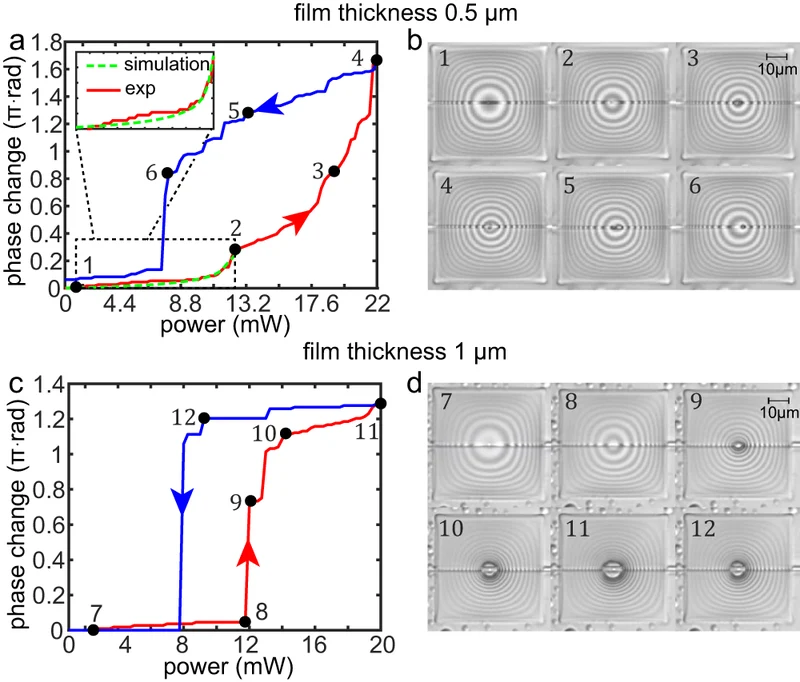 film thickness 0.5 µm
a
1.8
1.6
1.4
1.2
1
0.8
0.6
0.4
0.2
0
phase change (π·rad)
simulation
exp
1
2
3
4
5
6
0 4.4 8.8 13.2 17.6 22
power (mW)
b
1 2 3
10µm
4 5 6
film thickness 1 µm
c
1.4
1.2
1
0.8
0.6
0.4
0.2
0
phase change (π·rad)
7
8
9
10
11
12
0 4 8 12 16 20
power (mW)
d
7 8 9
10µm
10 11 12